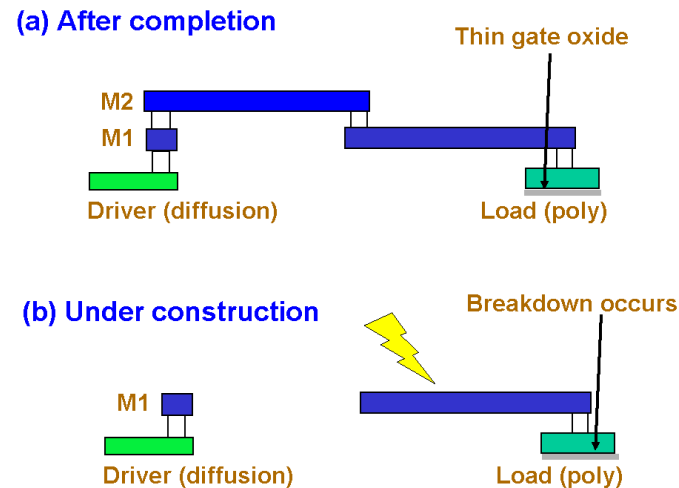 (a) After completion
Thin gate oxide
M2
M1
Driver (diffusion)
Load (poly)
(b) Under construction
Breakdown occurs
M1
Driver (diffusion)
Load (poly)